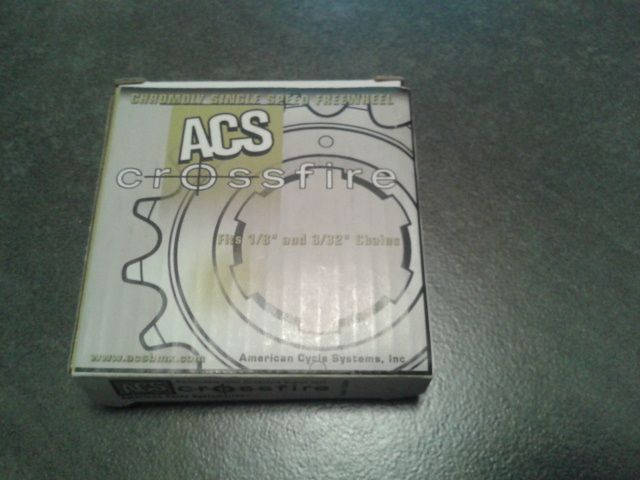 CHROMOLY SINGLE SPEED FREEWHEEL
ACS
crossfire
Fits 1/8" and 3/32" Chains
www.acsbmx.com
American Cycle Systems, Inc
ACS crossfire